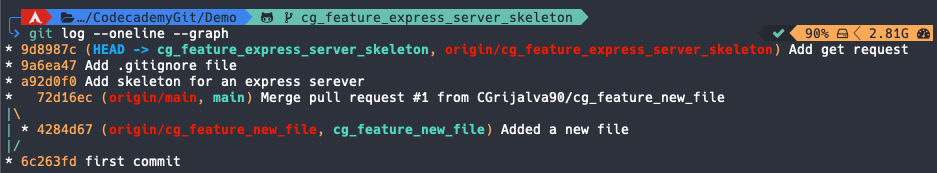 …/CodecademyGit/Demo cg_feature_express_server_skeleton
git log --oneline --graph 90% 2.81G
* 9d8987c (HEAD -> cg_feature_express_server_skeleton, origin/cg_feature_express_server_skeleton) Add get request
* 9a6ea47 Add .gitignore file
* a92d0f0 Add skeleton for an express serever
*   72d16ec (origin/main, main) Merge pull request #1 from CGrijalva90/cg_feature_new_file
|\
| * 4284d67 (origin/cg_feature_new_file, cg_feature_new_file) Added a new file
|/
* 6c263fd first commit